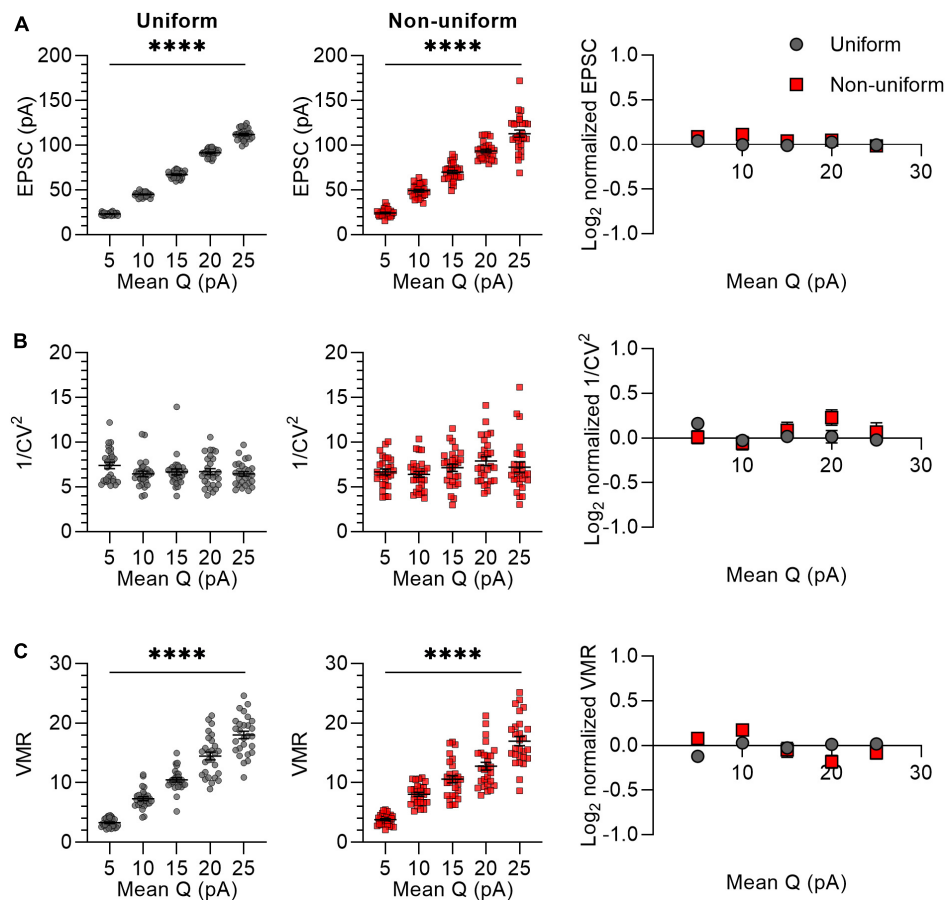 A
Uniform
****
EPSC (pA)
200
150
100
50
0
5 10 15 20 25
Mean Q (pA)
Non-uniform
****
EPSC (pA)
200
150
100
50
0
5 10 15 20 25
Mean Q (pA)
Log2 normalized EPSC
1.0
0.5
0.0
-0.5
-1.0
10 20 30
Mean Q (pA)
Uniform
Non-uniform
B
1/CV2
20
15
10
5
0
5 10 15 20 25
Mean Q (pA)
1/CV2
20
15
10
5
0
5 10 15 20 25
Mean Q (pA)
Log2 normalized 1/CV2
1.0
0.5
0.0
-0.5
-1.0
10 20 30
Mean Q (pA)
C
****
VMR
30
20
10
0
5 10 15 20 25
Mean Q (pA)
****
VMR
30
20
10
0
5 10 15 20 25
Mean Q (pA)
Log2 normalized VMR
1.0
0.5
0.0
-0.5
-1.0
10 20 30
Mean Q (pA)